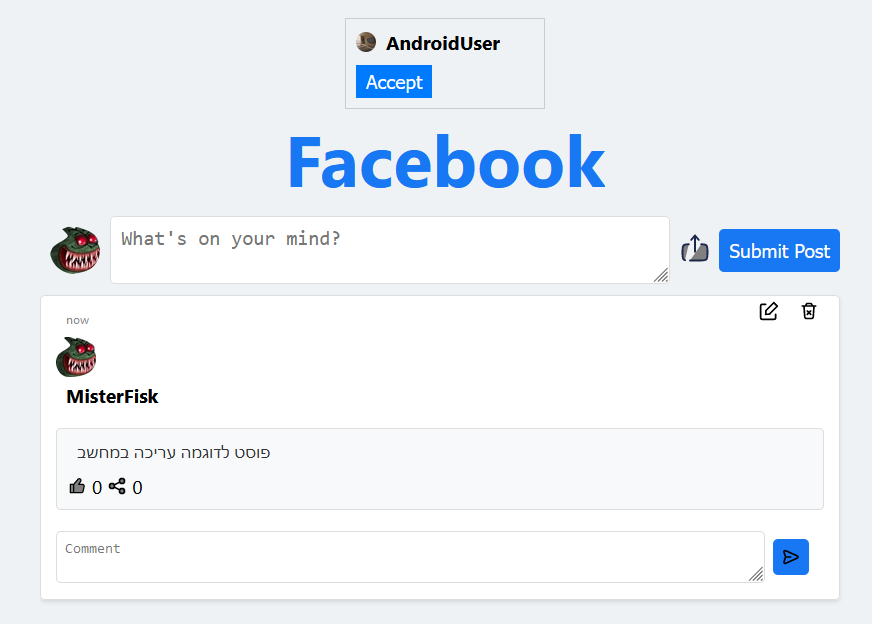 AndroidUser
Accept
Facebook
What's on your mind?
Submit Post
now
MisterFisk
פוסט לדוגמה עריכה במחשב
0 0
Comment